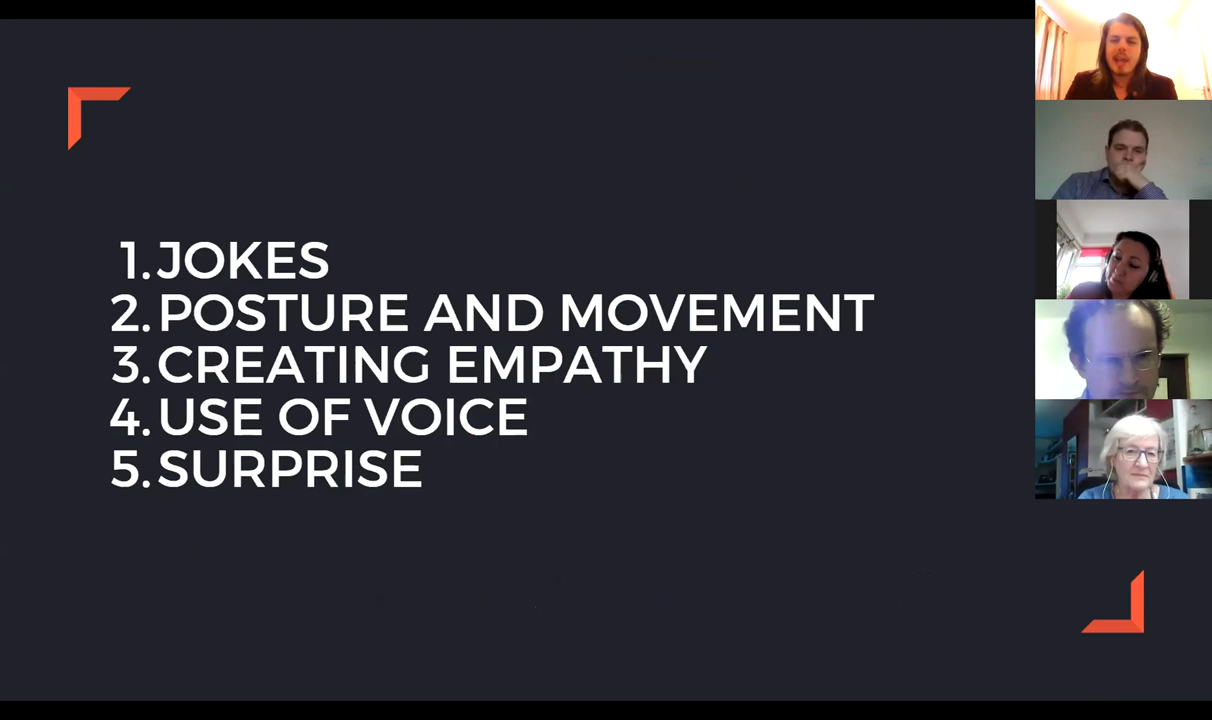 1. JOKES
2. POSTURE AND MOVEMENT
3. CREATING EMPATHY
4. USE OF VOICE
5. SURPRISE